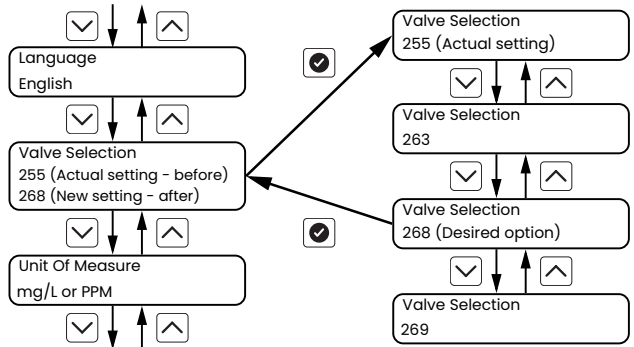 Language
English
Valve Selection
255 (Actual setting - before)
268 (New setting - after)
Unit Of Measure
mg/L or PPM
Valve Selection
255 (Actual setting)
Valve Selection
263
Valve Selection
268 (Desired option)
Valve Selection
269